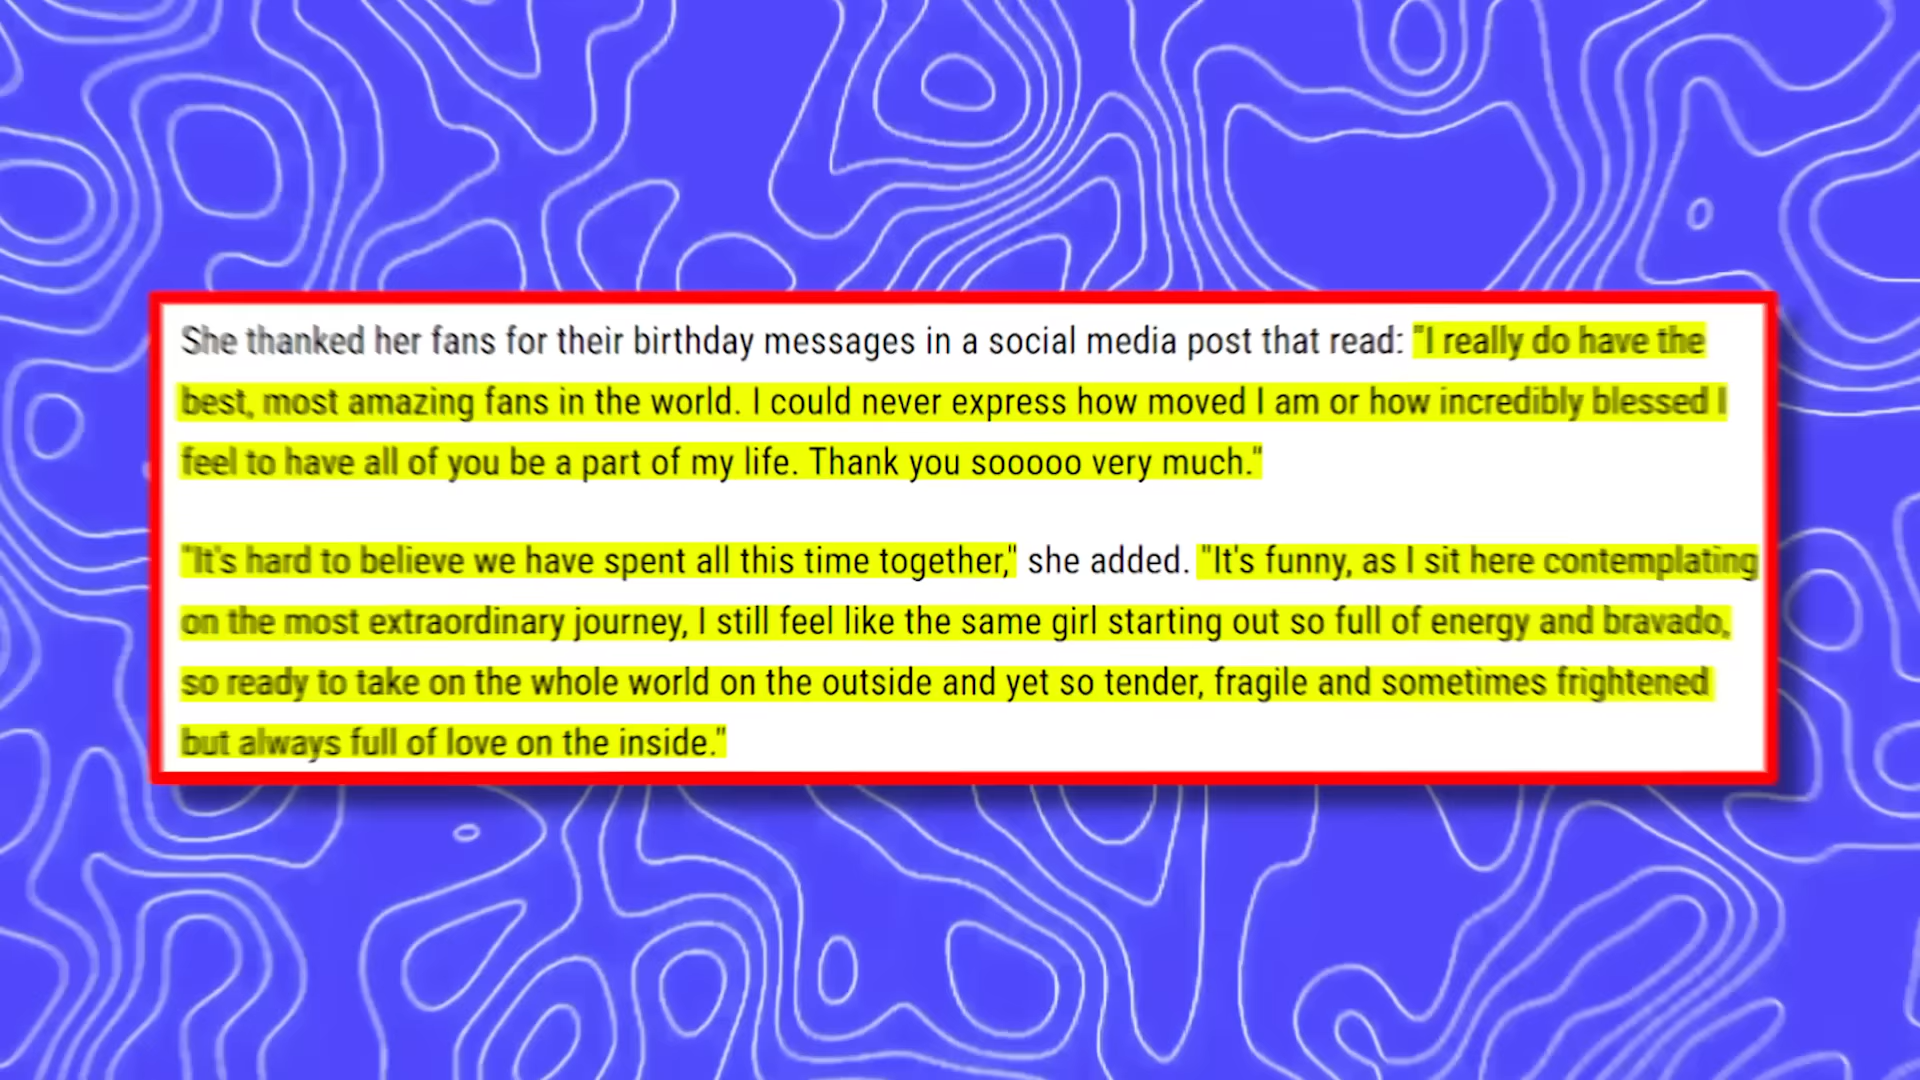 She thanked her fans for their birthday messages in a social media post that read: "I really do have the
best, most amazing fans in the world. I could never express how moved I am or how incredibly blessed I
feel to have all of you be a part of my life. Thank you sooooo very much."
"It's hard to believe we have spent all this time together," she added. "It's funny, as I sit here contemplating
on the most extraordinary journey, I still feel like the same girl starting out so full of energy and bravado,
so ready to take on the whole world on the outside and yet so tender, fragile and sometimes frightened
but always full of love on the inside."